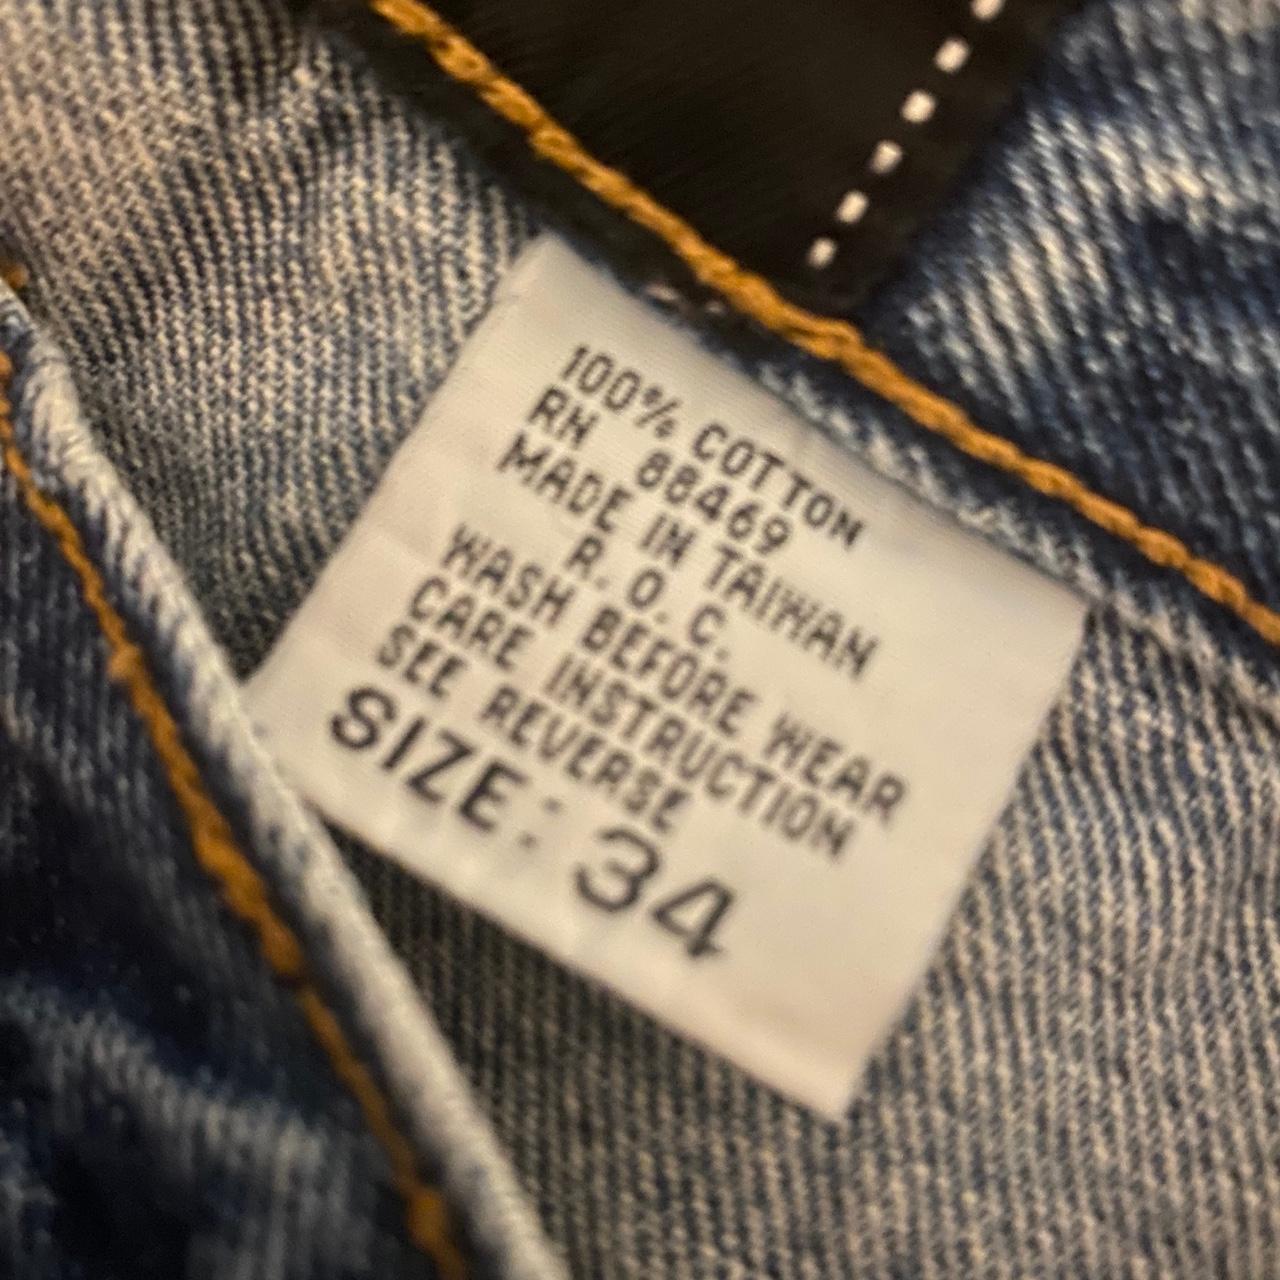 100% COTTON
RN 88469
MADE IN TAIWAN
R. O. C.
WASH BEFORE WEAR
CARE INSTRUCTION
SEE REVERSE
SIZE: 34